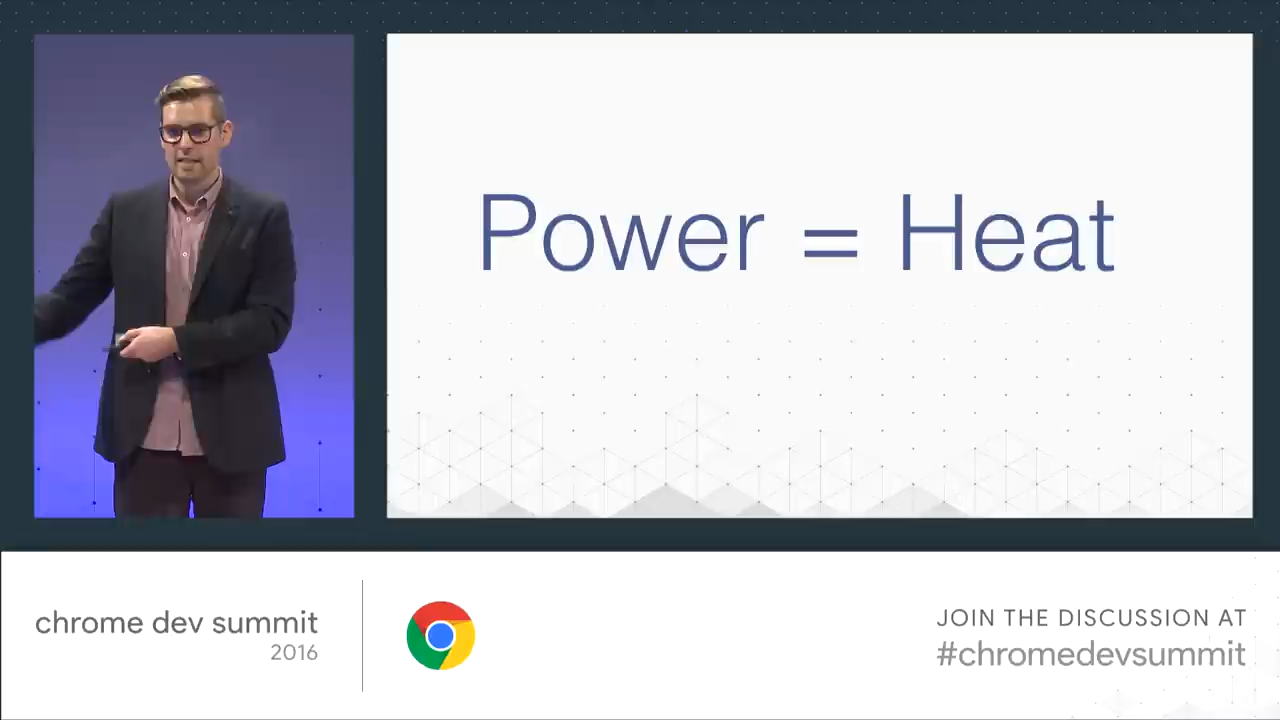 Power = Heat
chrome dev summit
2016
JOIN THE DISCUSSION AT
#chromedevsummit